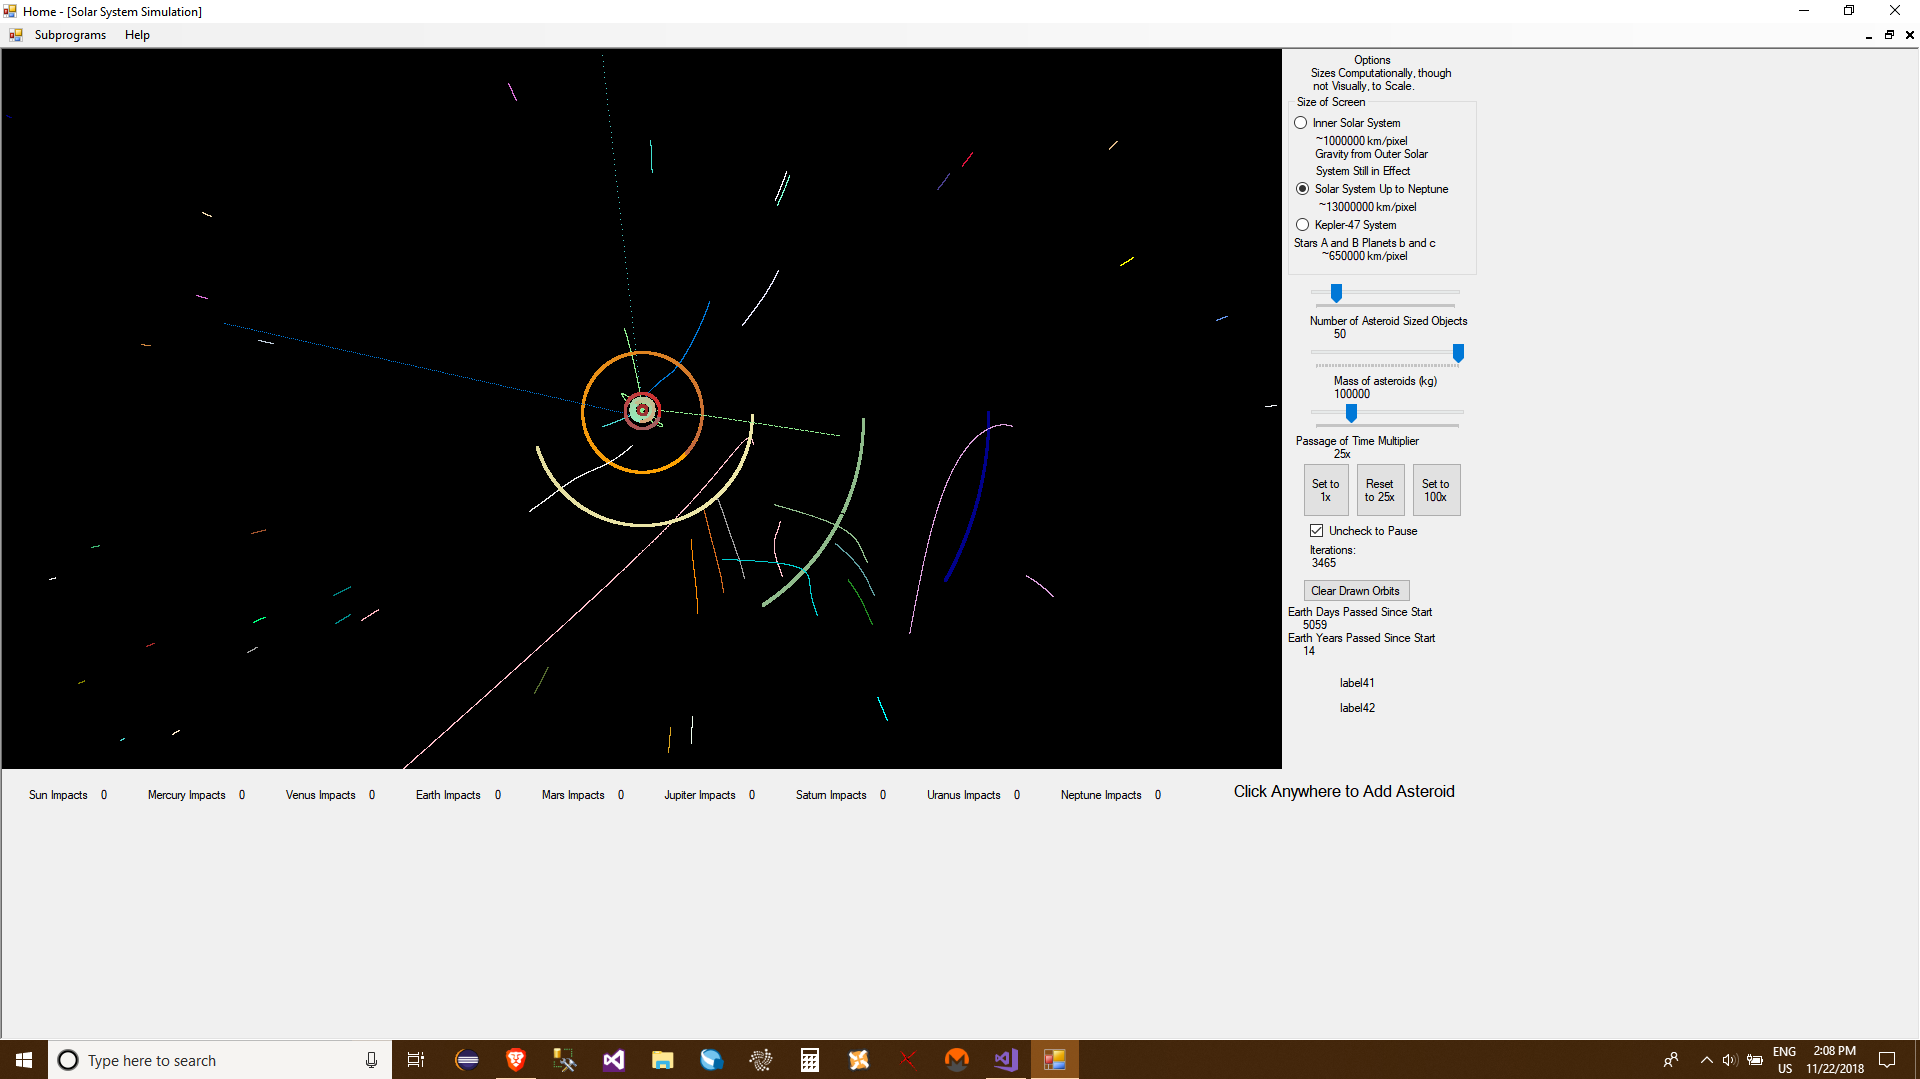 Home - [Solar System Simulation]
Subprograms Help
Options
Sizes Computationally, though
not Visually, to Scale.
Size of Screen
Inner Solar System
~1000000 km/pixel
Gravity from Outer Solar
System Still in Effect
Solar System Up to Neptune
~13000000 km/pixel
Kepler-47 System
Stars A and B Planets b and c
~650000 km/pixel
Number of Asteroid Sized Objects
50
Mass of asteroids (kg)
100000
Passage of Time Multiplier
25x
Set to
1x
Reset
to 25x
Set to
100x
Uncheck to Pause
Iterations:
3465
Clear Drawn Orbits
Earth Days Passed Since Start
5059
Earth Years Passed Since Start
14
label41
label42
Sun Impacts 0 Mercury Impacts 0 Venus Impacts 0 Earth Impacts 0 Mars Impacts 0 Jupiter Impacts 0 Saturn Impacts 0 Uranus Impacts 0 Neptune Impacts 0 Click Anywhere to Add Asteroid
Type here to search
ENG
US
2:08 PM
11/22/2018